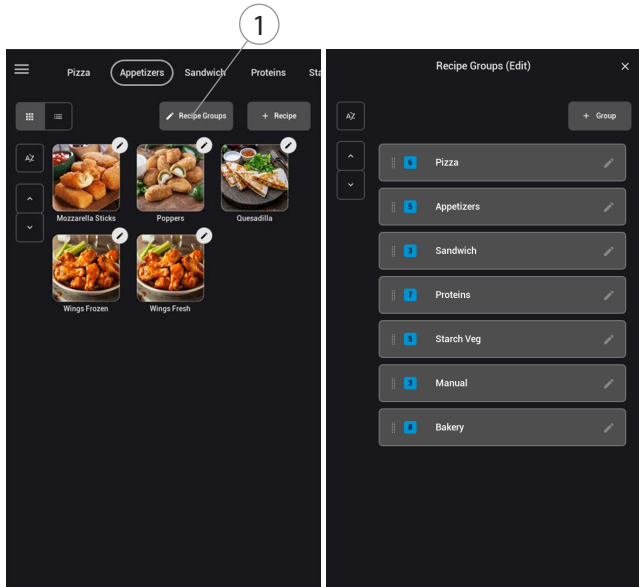 1
Pizza Appetizers Sandwich Proteins Sta
Recipe Groups + Recipe
AZ
Mozzarella Sticks Poppers Quesadilla
Wings Frozen Wings Fresh
Recipe Groups (Edit) ×
AZ + Group
6 Pizza
5 Appetizers
3 Sandwich
7 Proteins
5 Starch Veg
3 Manual
8 Bakery